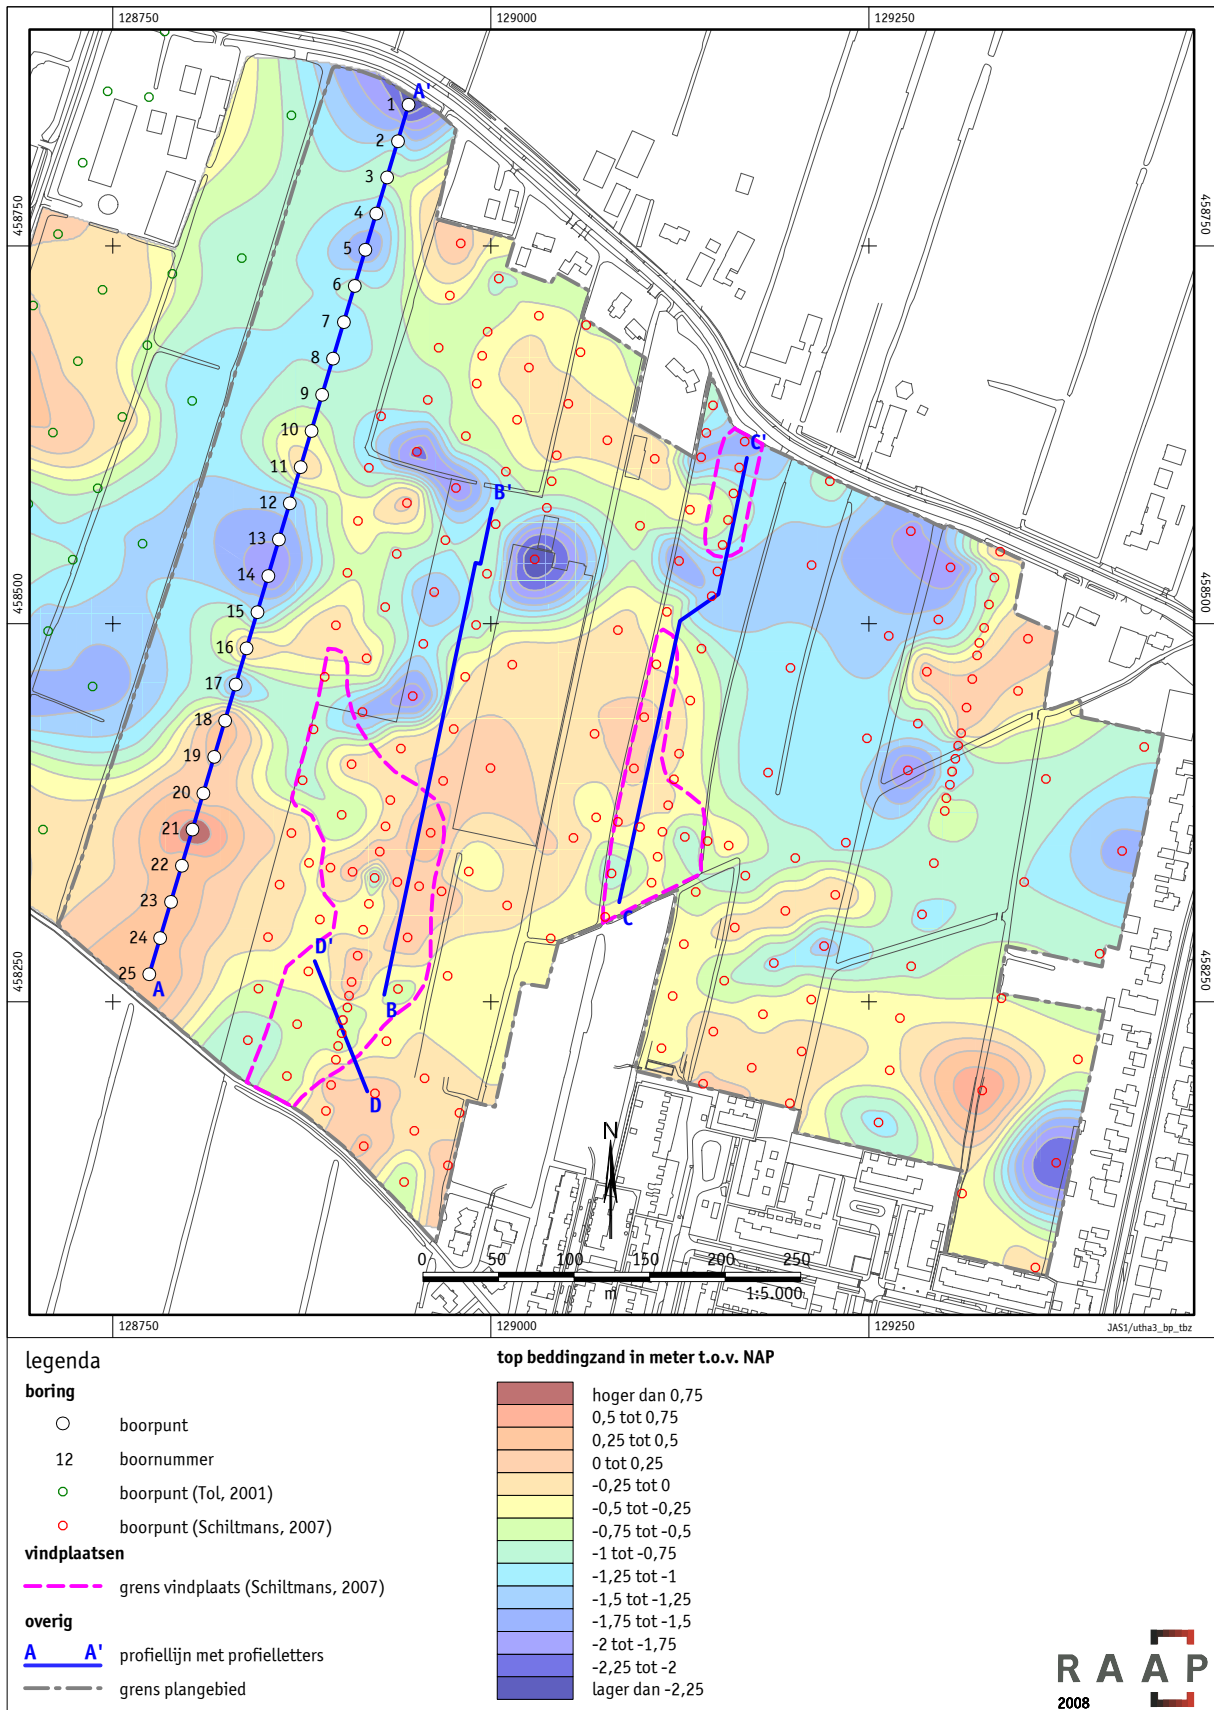 128750
129000
129250
458750
458750
458500
458500
458250
458250
A'
1
2
3
4
5
6
7
8
9
10
11
12
13
14
15
16
17
18
19
20
21
22
23
24
25
A
B'
B
C'
C
D'
D
N
0 50 100 150 200 250
m
1:5.000
128750
129000
129250
JAS1/utha3_bp_tbz
legenda
boring
boorpunt
12 boornummer
boorpunt (Tol, 2001)
boorpunt (Schiltmans, 2007)
vindplaatsen
grens vindplaats (Schiltmans, 2007)
overig
A A' profiellijn met profielletters
grens plangebied
top beddingzand in meter t.o.v. NAP
hoger dan 0,75
0,5 tot 0,75
0,25 tot 0,5
0 tot 0,25
-0,25 tot 0
-0,5 tot -0,25
-0,75 tot -0,5
-1 tot -0,75
-1,25 tot -1
-1,5 tot -1,25
-1,75 tot -1,5
-2 tot -1,75
-2,25 tot -2
lager dan -2,25
RAAP
2008